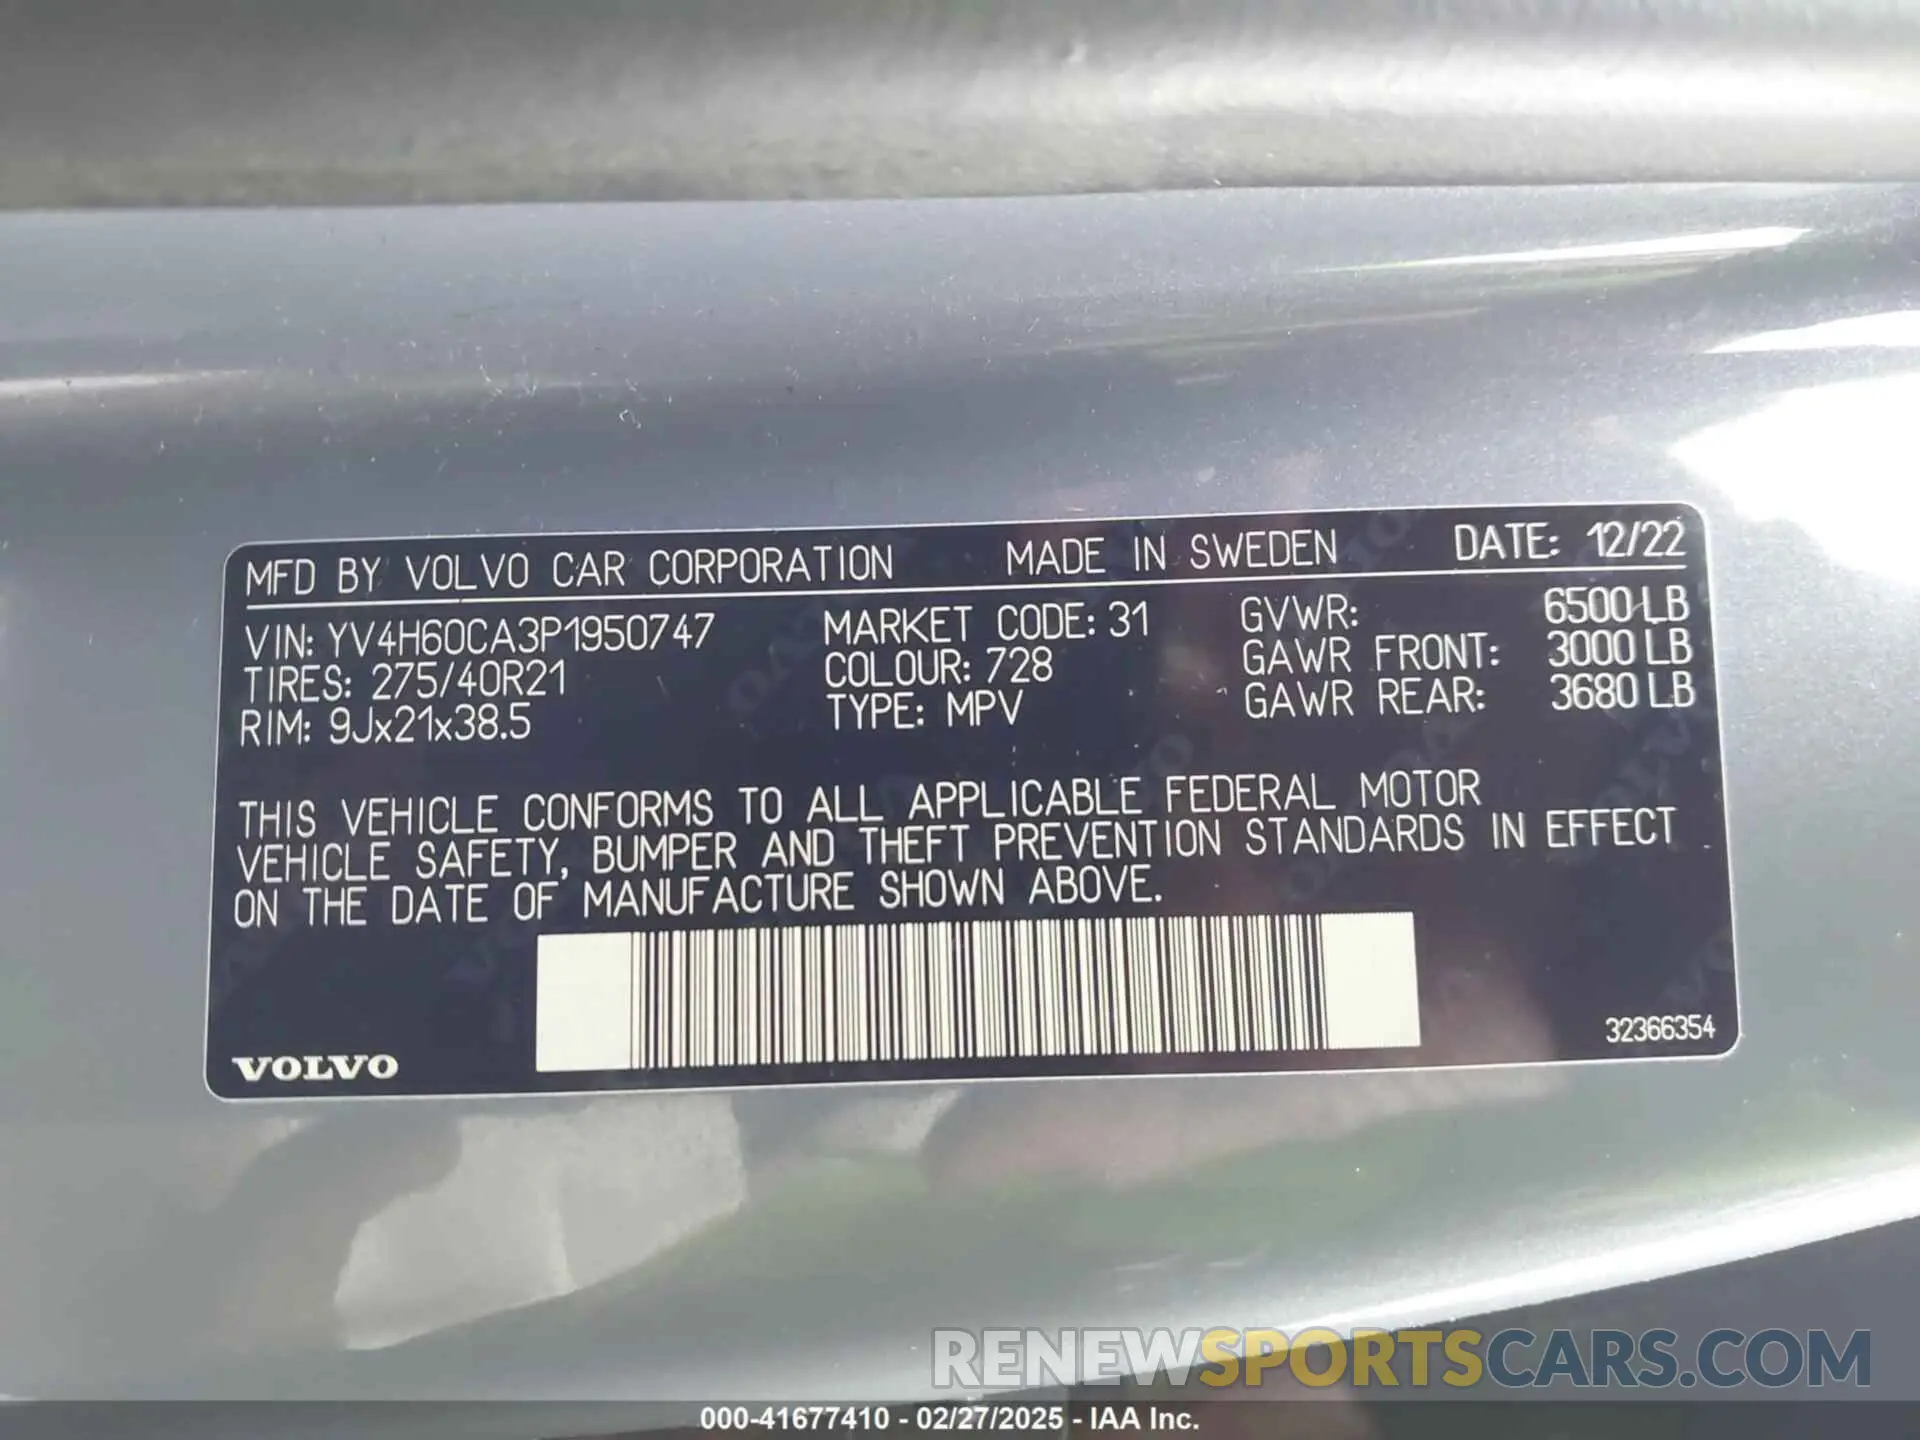 MFD BY VOLVO CAR CORPORATION MADE IN SWEDEN DATE: 12/22
VIN: YV4H60CA3P1950747 MARKET CODE: 31 GVWR: 6500 LB
TIRES: 275/40R21 COLOUR: 728 GAWR FRONT: 3000 LB
RIM: 9Jx21x38.5 TYPE: MPV GAWR REAR: 3680 LB
THIS VEHICLE CONFORMS TO ALL APPLICABLE FEDERAL MOTOR
VEHICLE SAFETY, BUMPER AND THEFT PREVENTION STANDARDS IN EFFECT
ON THE DATE OF MANUFACTURE SHOWN ABOVE.
32366354
VOLVO
RENEWSPORTSCARS.COM
000-41677410 - 02/27/2025 - IAA Inc.